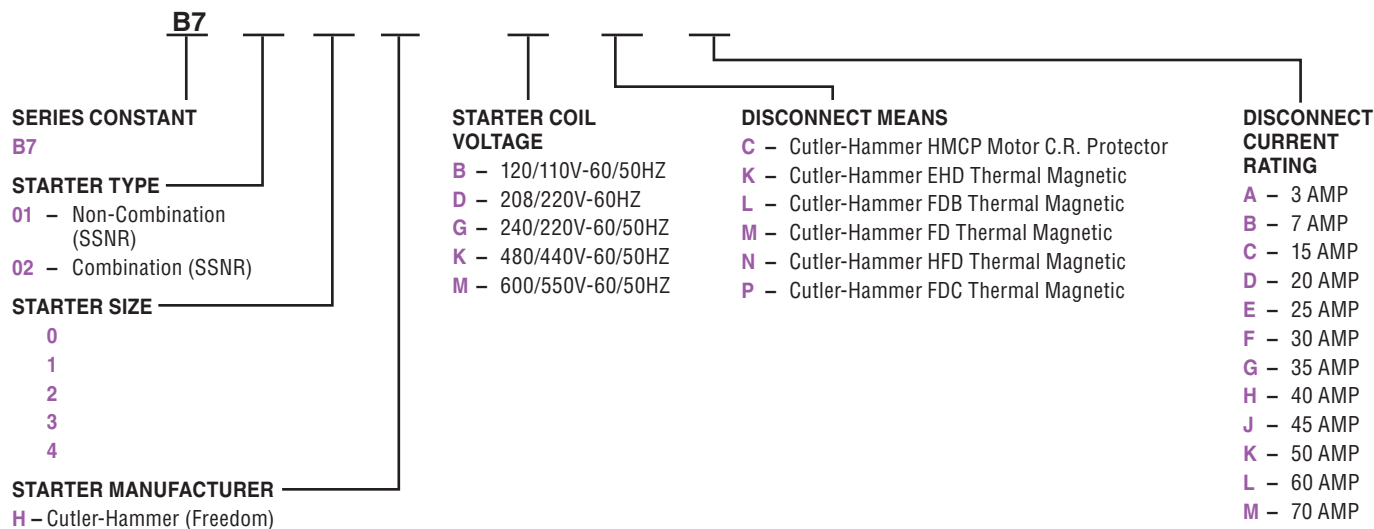 B7
SERIES CONSTANT
B7
STARTER TYPE
01 – Non-Combination
(SSNR)
02 – Combination (SSNR)
STARTER SIZE
0
1
2
3
4
STARTER MANUFACTURER
H – Cutler-Hammer (Freedom)
STARTER COIL
VOLTAGE
B – 120/110V-60/50HZ
D – 208/220V-60HZ
G – 240/220V-60/50HZ
K – 480/440V-60/50HZ
M – 600/550V-60/50HZ
DISCONNECT MEANS
C – Cutler-Hammer HMCP Motor C.R. Protector
K – Cutler-Hammer EHD Thermal Magnetic
L – Cutler-Hammer FDB Thermal Magnetic
M – Cutler-Hammer FD Thermal Magnetic
N – Cutler-Hammer HFD Thermal Magnetic
P – Cutler-Hammer FDC Thermal Magnetic
DISCONNECT
CURRENT
RATING
A – 3 AMP
B – 7 AMP
C – 15 AMP
D – 20 AMP
E – 25 AMP
F – 30 AMP
G – 35 AMP
H – 40 AMP
J – 45 AMP
K – 50 AMP
L – 60 AMP
M – 70 AMP